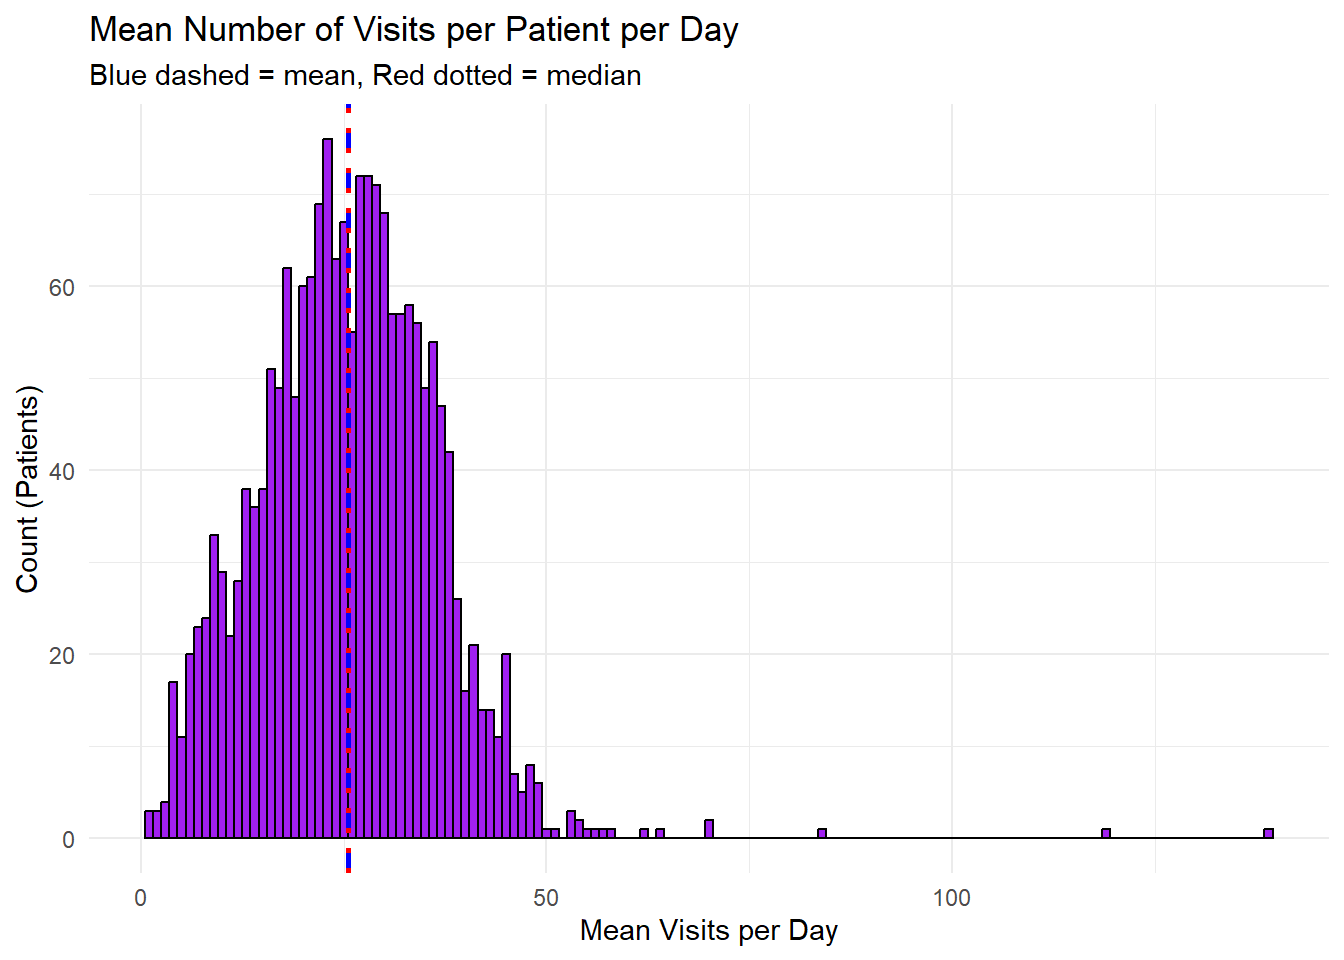 Mean Number of Visits per Patient per Day
Blue dashed = mean, Red dotted = median
Count (Patients)
60
40
20
0
0
50
100
Mean Visits per Day